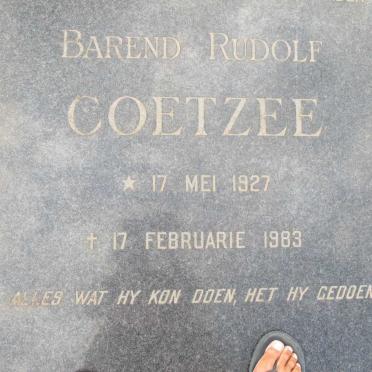 BAREND RUDOLF
COETZEE
★ 17 MEI 1927
✝ 17 FEBRUARIE 1983
ALLES WAT HY KON DOEN, HET HY GEDOEN